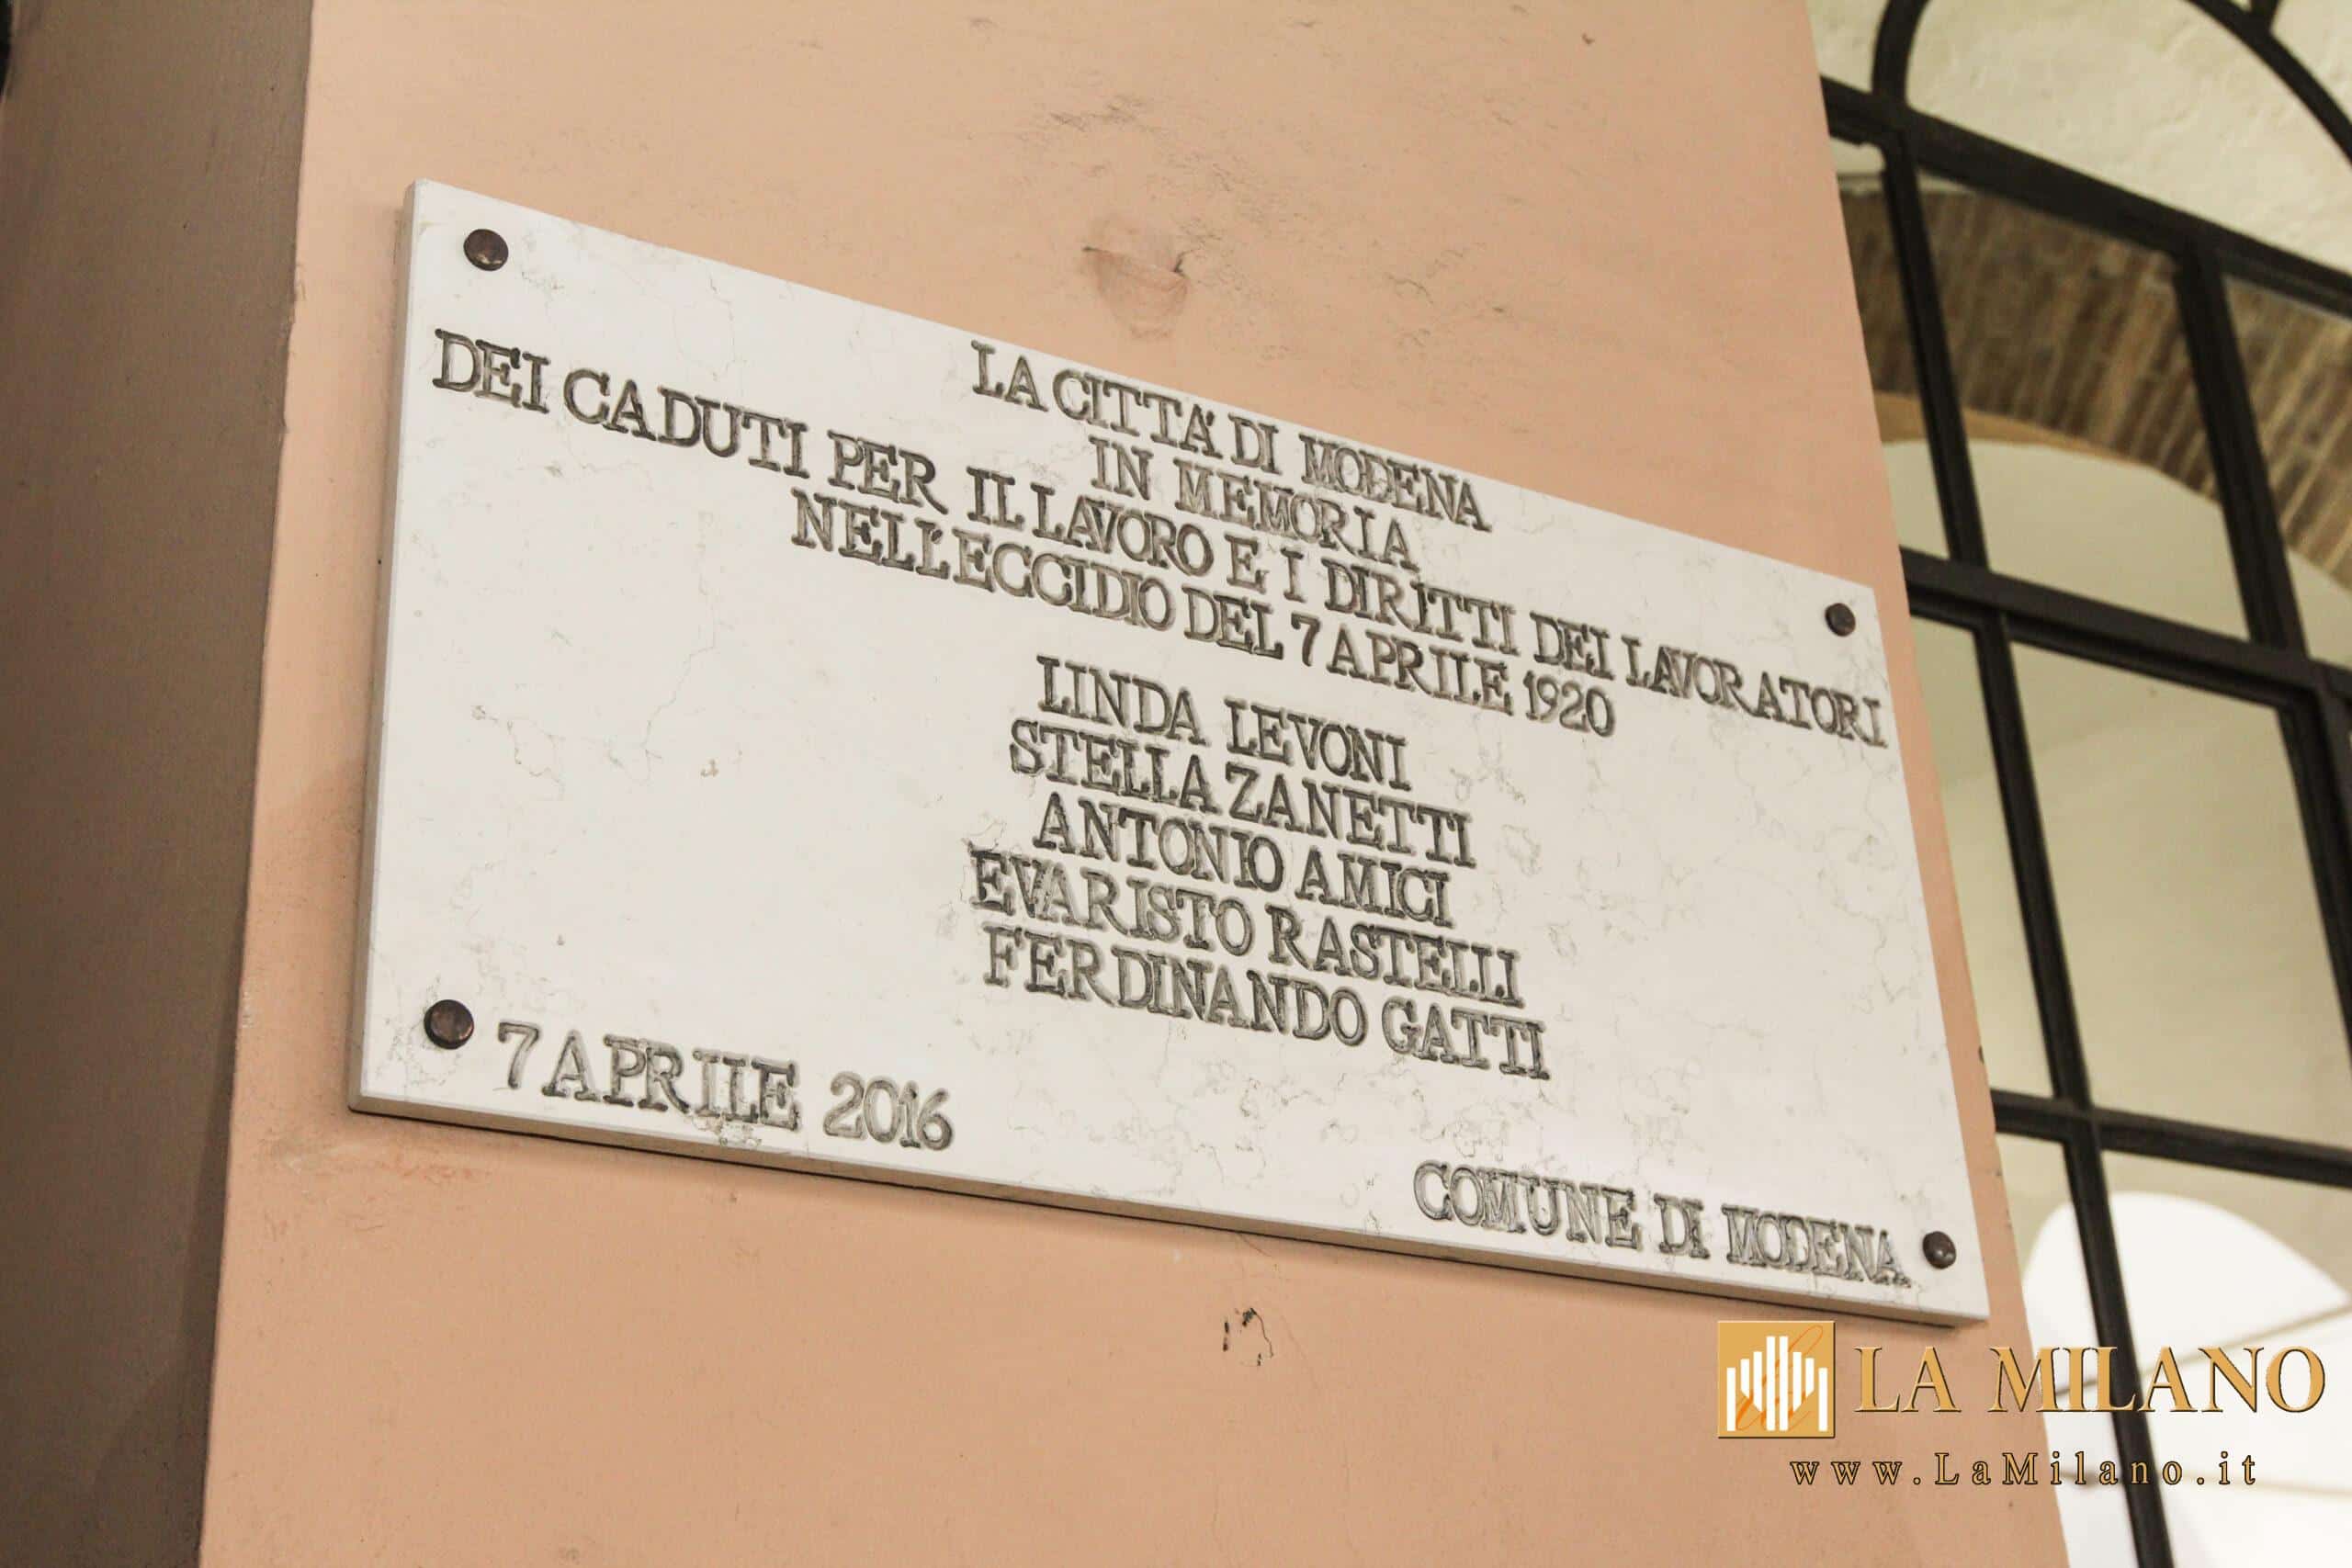 LA CITTA' DI MODENA
IN MEMORIA
DEI CADUTI PER IL LAVORO E I DIRITTI DEI LAVORATORI
NELL'ECCIDIO DEL 7 APRILE 1920
LINDA LEVONI
STELLA ZANETTI
ANTONIO AMICI
EVARISTO RASTELLI
FERDINANDO GATTI
7 APRILE 2016
COMUNE DI MODENA
LA MILANO
www.LaMilano.it